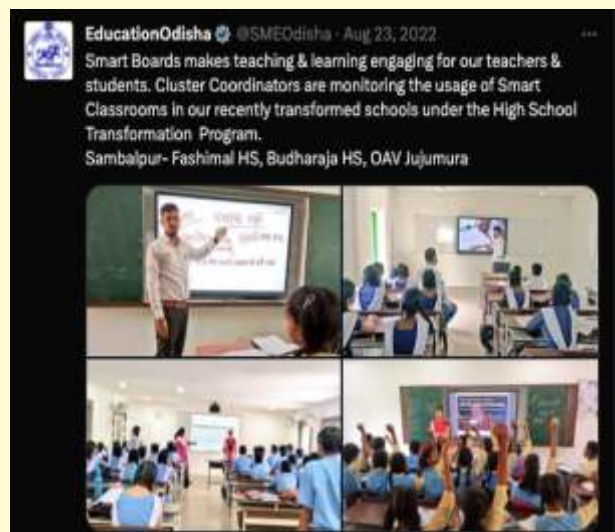 EducationOdisha @SMEOdisha · Aug 23, 2022
Smart Boards makes teaching & learning engaging for our teachers &
students. Cluster Coordinators are monitoring the usage of Smart
Classrooms in our recently transformed schools under the High School
Transformation Program.
Sambalpur- Fashimal HS, Budharaja HS, OAV Jujumura